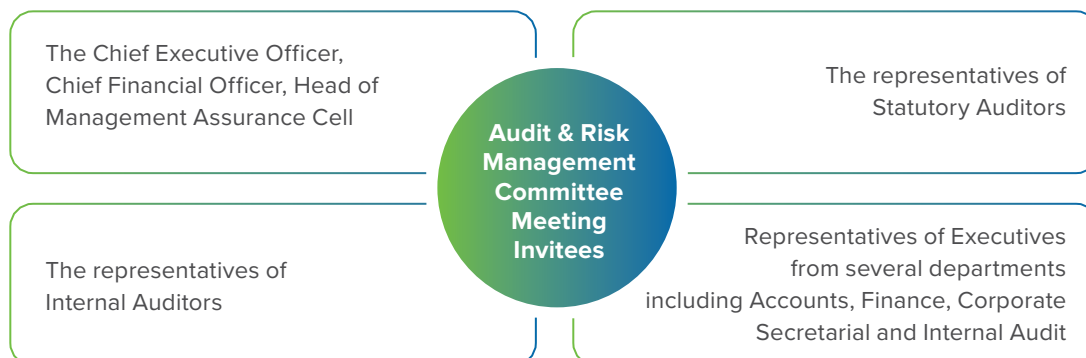 The Chief Executive Officer,
Chief Financial Officer, Head of
Management Assurance Cell
The representatives of
Statutory Auditors
Audit & Risk
Management
Committee
Meeting
Invitees
The representatives of
Internal Auditors
Representatives of Executives
from several departments
including Accounts, Finance, Corporate
Secretarial and Internal Audit